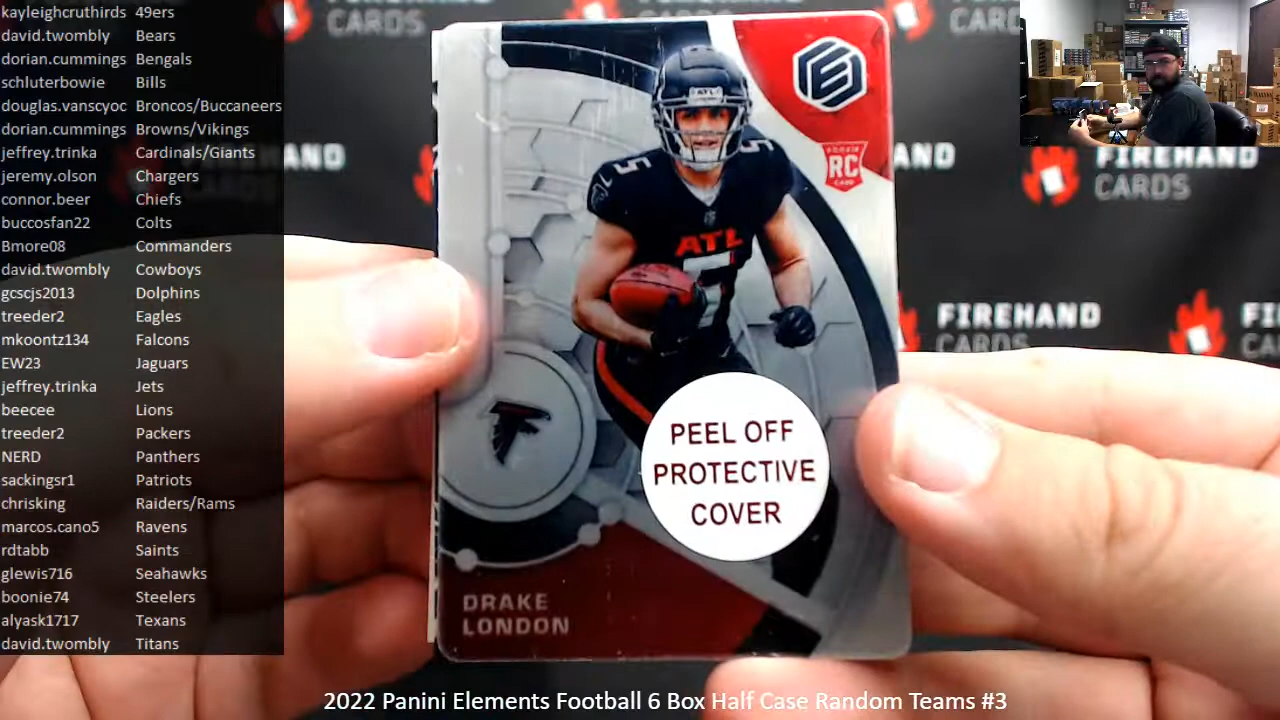 kayleighcruthirds 49ers
david.twombly Bears
dorian.cummings Bengals
schluterbowie Bills
douglas.vanscyoc Broncos/Buccaneers
dorian.cummings Browns/Vikings
jeffrey.trinka Cardinals/Giants
jeremy.olson Chargers
connor.beer Chiefs
buccosfan22 Colts
Bmore08 Commanders
david.twombly Cowboys
gcscjs2013 Dolphins
treeder2 Eagles
mkoontz134 Falcons
EW23 Jaguars
jeffrey.trinka Jets
beecee Lions
treeder2 Packers
NERD Panthers
sackingsr1 Patriots
chrisking Raiders/Rams
marcos.cano5 Ravens
rdtabb Saints
glewis716 Seahawks
boonie74 Steelers
alyask1717 Texans
david.twombly Titans
CARDS
CARDS
CARDS
FIREHAND
CARDS
FIREHAND
CARDS
ATL
5
5
ROOKIE
RC
CARD
ATL
5
PEEL OFF
PROTECTIVE
COVER
DRAKE
LONDON
2022 Panini Elements Football 6 Box Half Case Random Teams #3